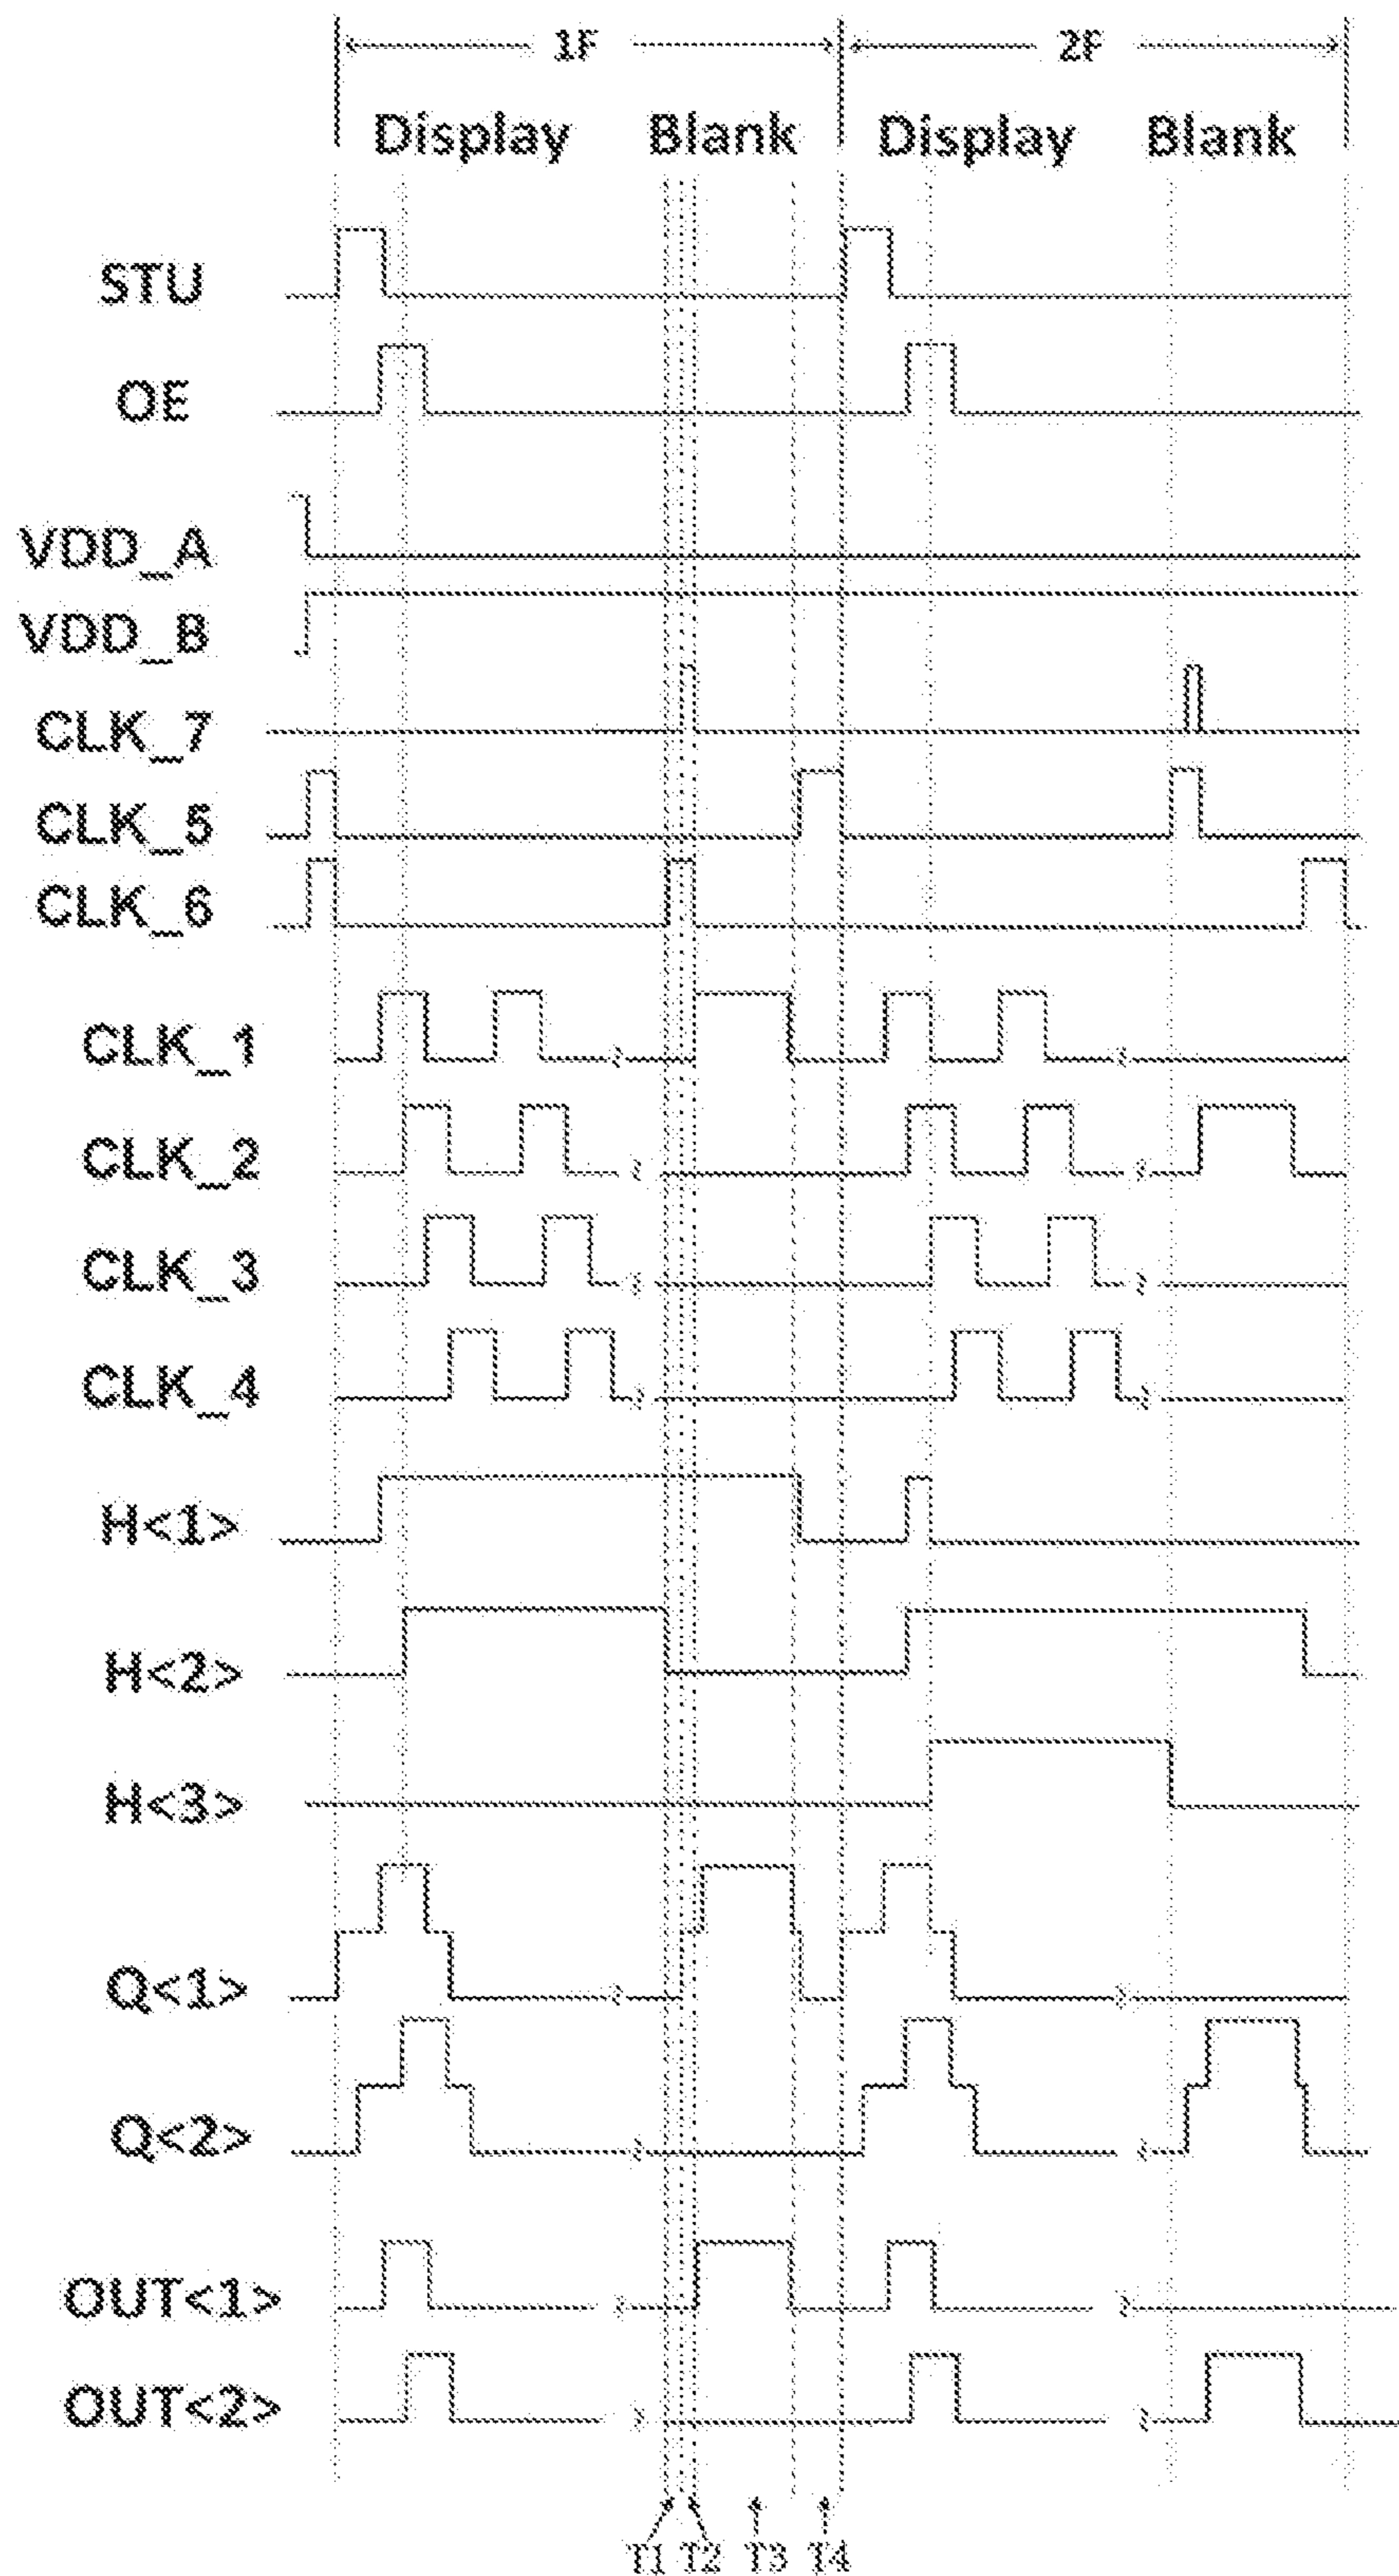 1F 2F
Display Blank Display Blank
STU
OE
VDD_A
VDD_B
CLK_7
CLK_5
CLK_6
CLK_1
CLK_2
CLK_3
CLK_4
H<1>
H<2>
H<3>
Q<1>
Q<2>
OUT<1>
OUT<2>
T1 T2 T3 T4